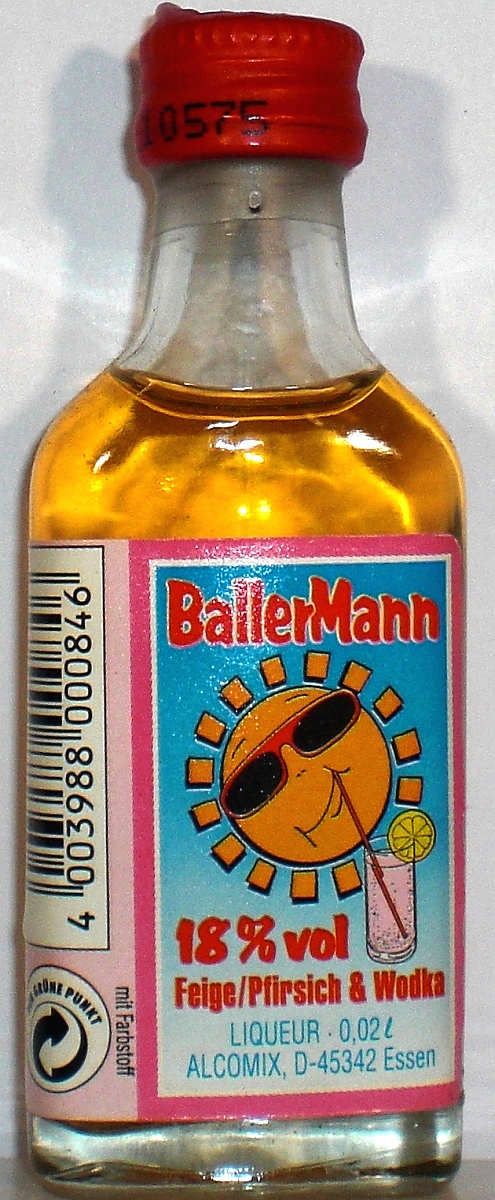 10575
BallerMann
18% vol
Feige/Pfirsich & Wodka
LIQUEUR · 0,02ℓ
ALCOMIX, D-45342 Essen
4 003988 000846
GRÜNE PUNKT
mit Farbstoff